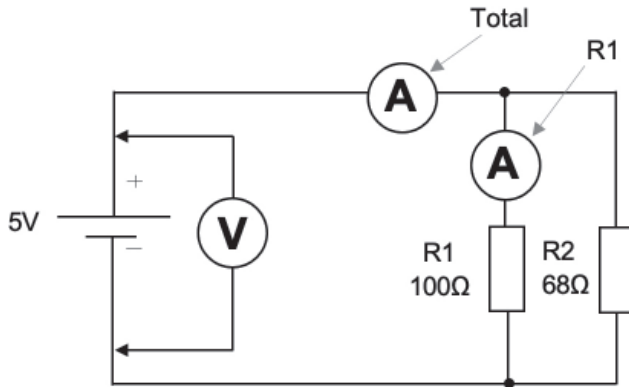 Total
R1
A
A
+
5V
V
−
R1
100Ω
R2
68Ω